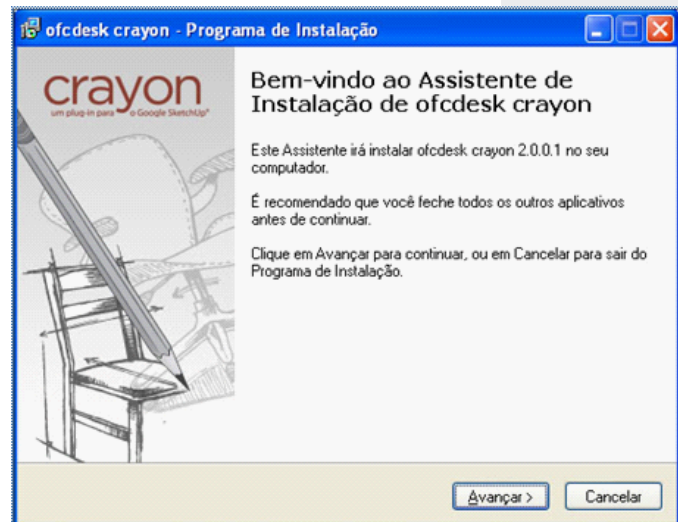 ofcdesk crayon - Programa de Instalação
crayon
um plug-in para o Google SketchUp®
Bem-vindo ao Assistente de
Instalação de ofcdesk crayon
Este Assistente irá instalar ofcdesk crayon 2.0.0.1 no seu
computador.
É recomendado que você feche todos os outros aplicativos
antes de continuar.
Clique em Avançar para continuar, ou em Cancelar para sair do
Programa de Instalação.
Avançar >
Cancelar